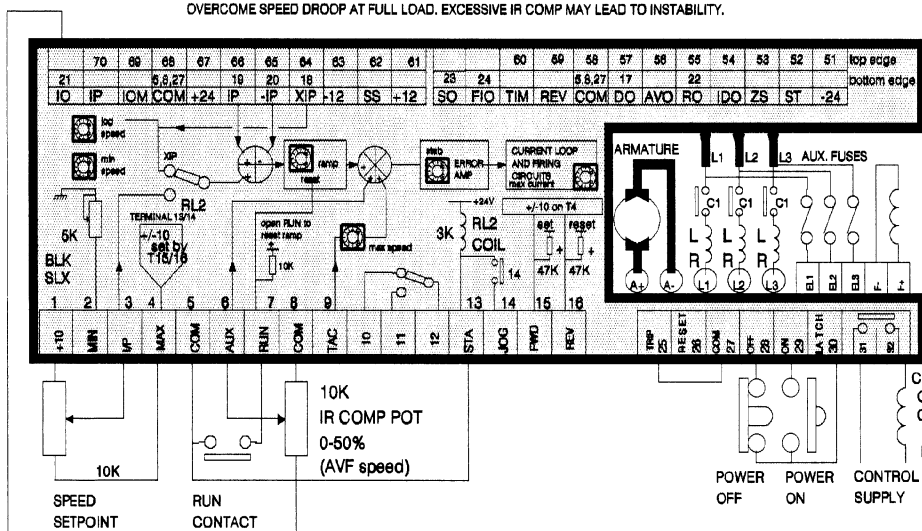 OVERCOME SPEED DROOP AT FULL LOAD. EXCESSIVE IR COMP MAY LEAD TO INSTABILITY.
70 69 68 67 66 65 64 63 62 61 60 59 58 57 56 55 54 53 52 51 top edge
21 5,8,27 19 20 18 23 24 5,8,27 17 22 bottom edge
IO IP IOM COM +24 IP -IP XIP -12 SS +12 SO FIO TIM REV COM DO AVO RO IDO ZS ST -24
jog
speed
min
speed
XIP
RL2
ramp
reset
stab
ERROR
AMP
CURRENT LOOP
AND FIRING
CIRCUITS
max current
ARMATURE
L1 L2 L3 AUX. FUSES
C1 C1 C1
TERMINAL 13/14
+/-10
set by
T15/16
open RUN to
reset ramp
10K
max speed
+24V
3K
RL2
COIL
14
+/-10 on T4
set reset
47K 47K
5K
BLK
SLX
L L L
R R R
A+ A- L1 L2 L3 EL1 EL2 EL3 F- F+
1 2 3 4 5 6 7 8 9 13 14 15 16
+10 MIN I/P MAX COM AUX RUN COM TAC 10 11 12 STA JOG FWD REV
TRIP RESET COM OFF ON LATCH
25 26 27 28 29 30 31 32
10K
IR COMP POT
0-50%
(AVF speed)
10K
SPEED
SETPOINT
RUN
CONTACT
POWER
OFF
POWER
ON
CONTROL
SUPPLY
C